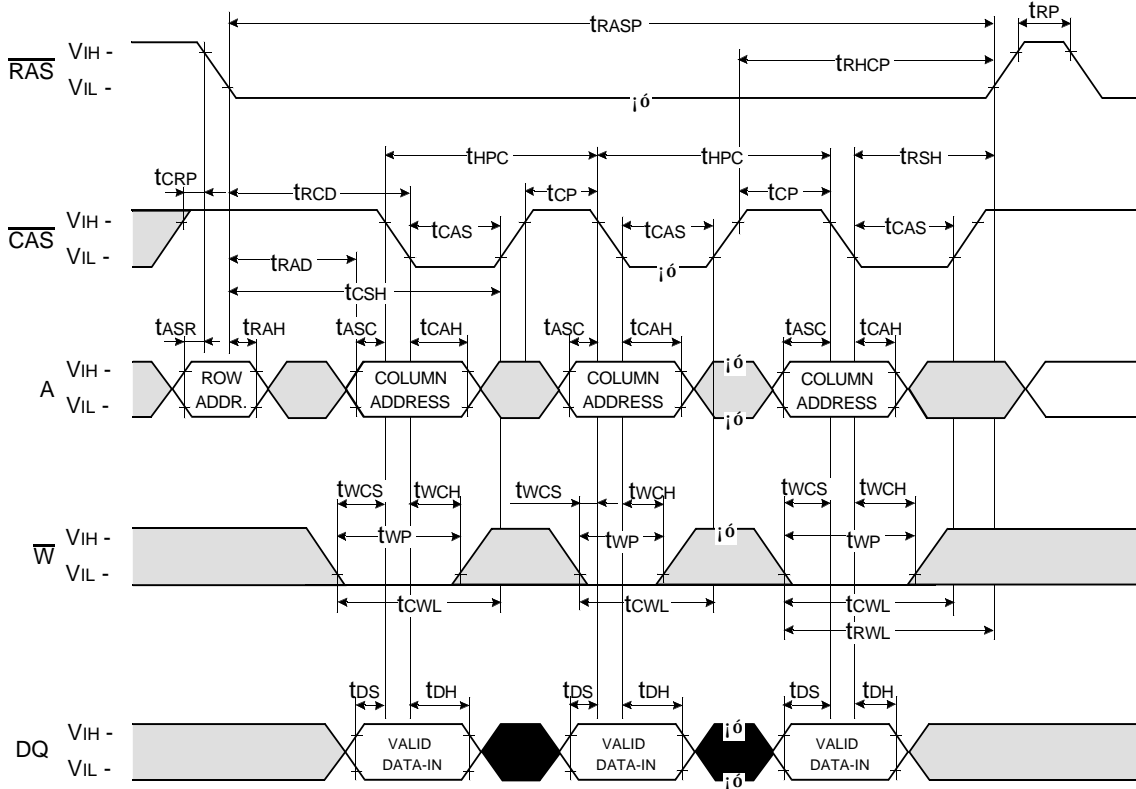 tRASP
tRP
RAS
VIH -
VIL -
tRHCP
¡ó
tHPC
tHPC
tRSH
tCRP
tRCD
tCP
tCP
CAS
VIH -
VIL -
tCAS
tCAS
tCAS
¡ó
tRAD
tCSH
tASR
tRAH
tASC
tCAH
tASC
tCAH
tASC
tCAH
A
VIH -
VIL -
ROW
ADDR.
COLUMN
ADDRESS
COLUMN
ADDRESS
¡ó
¡ó
COLUMN
ADDRESS
tWCS
tWCH
tWCS
tWCH
tWCS
tWCH
W
VIH -
VIL -
tWP
tWP
¡ó
tWP
tCWL
tCWL
tCWL
tRWL
tDS
tDH
tDS
tDH
tDS
tDH
DQ
VIH -
VIL -
VALID
DATA-IN
VALID
DATA-IN
¡ó
¡ó
VALID
DATA-IN